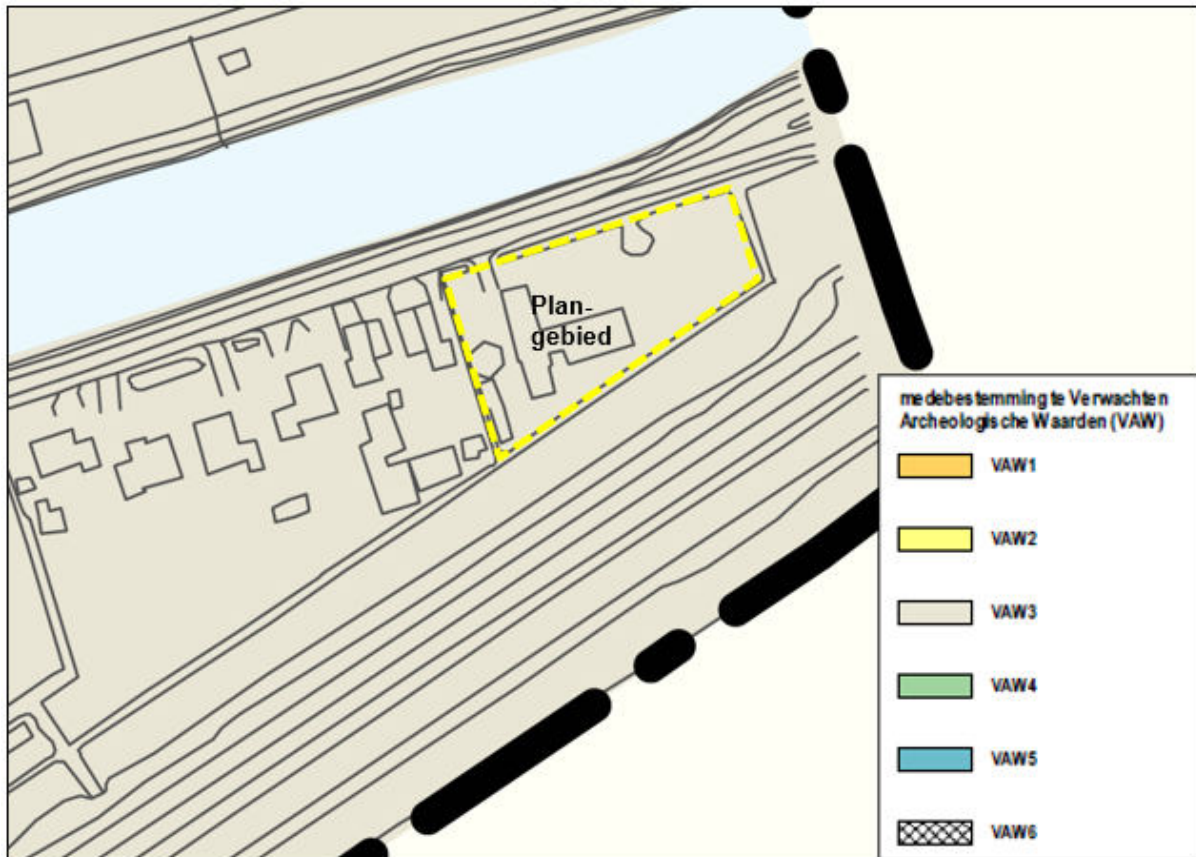 Plan-
gebied
medebestemming te Verwachten
Archeologische Waarden (VAW)
VAW1
VAW2
VAW3
VAW4
VAW5
VAW6